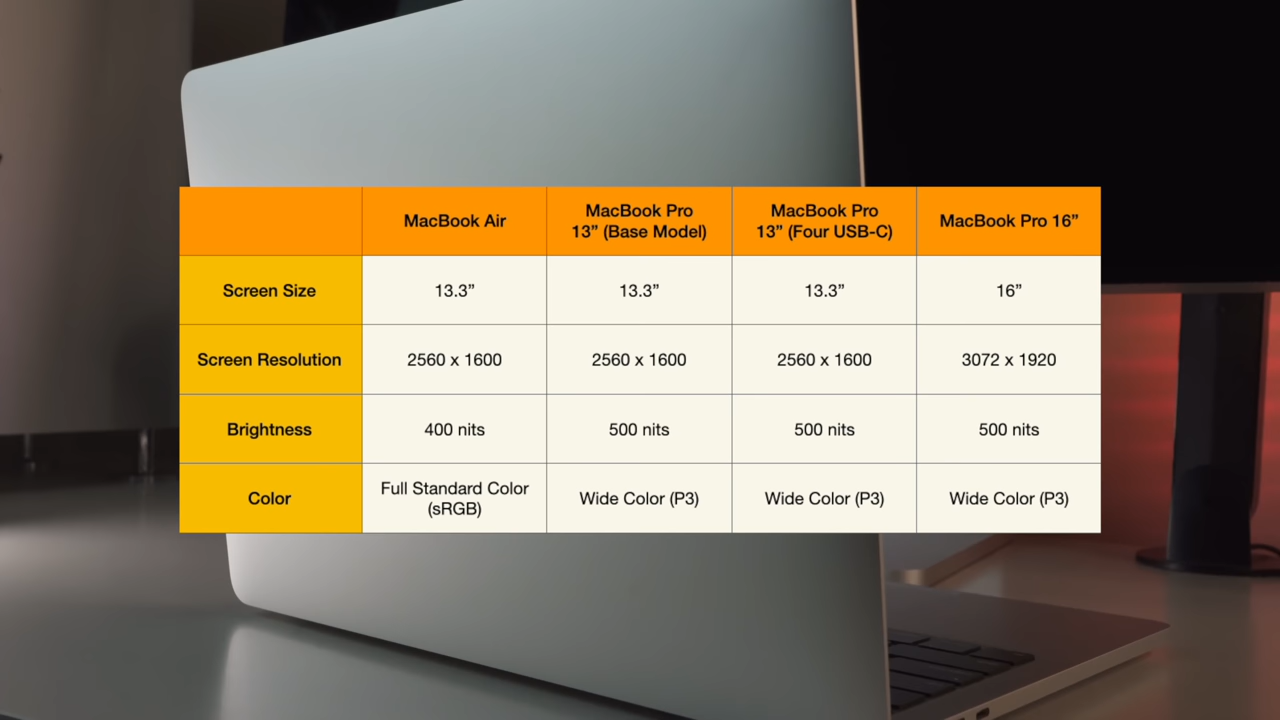 MacBook Air
MacBook Pro
13” (Base Model)
MacBook Pro
13” (Four USB-C)
MacBook Pro 16”
Screen Size
13.3”
13.3”
13.3”
16”
Screen Resolution
2560 x 1600
2560 x 1600
2560 x 1600
3072 x 1920
Brightness
400 nits
500 nits
500 nits
500 nits
Color
Full Standard Color
(sRGB)
Wide Color (P3)
Wide Color (P3)
Wide Color (P3)